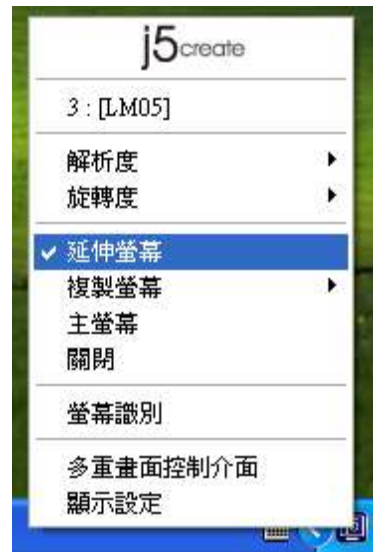 j5create
3 : [LM05]
解析度
旋轉度
延伸螢幕
複製螢幕
主螢幕
關閉
螢幕識別
多重畫面控制介面
顯示設定